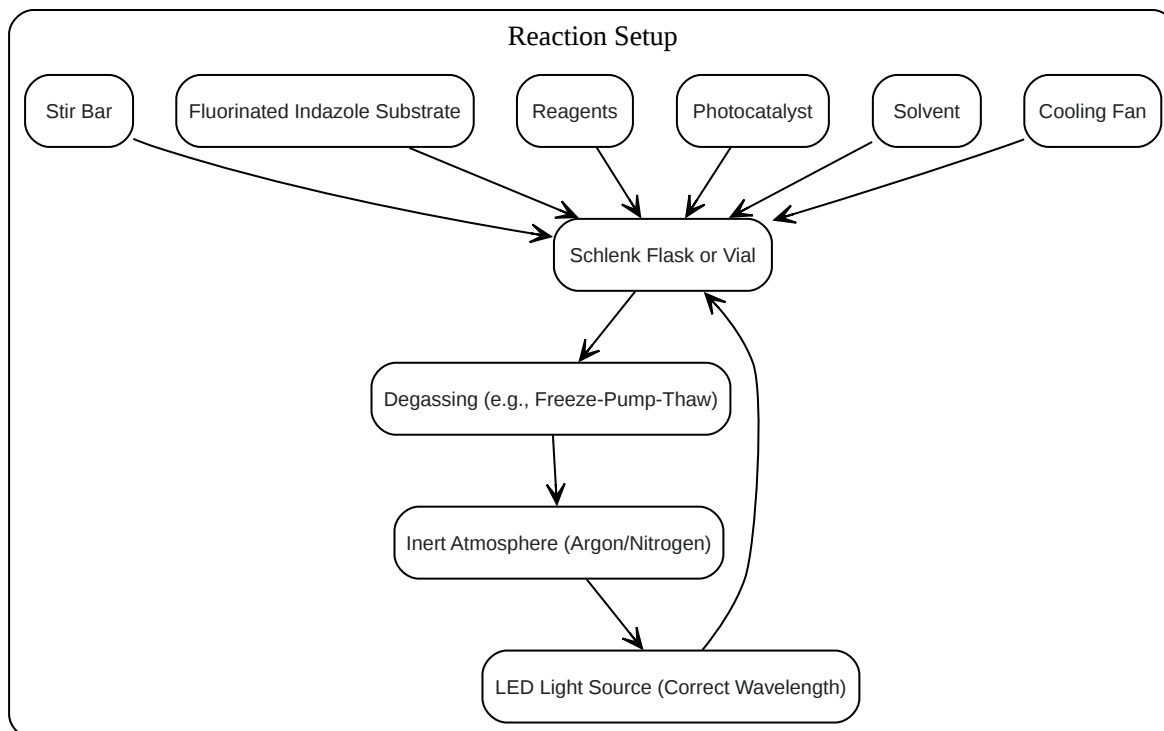 Reaction Setup
Stir Bar
Fluorinated Indazole Substrate
Reagents
Photocatalyst
Solvent
Cooling Fan
Schlenk Flask or Vial
Degassing (e.g., Freeze-Pump-Thaw)
Inert Atmosphere (Argon/Nitrogen)
LED Light Source (Correct Wavelength)